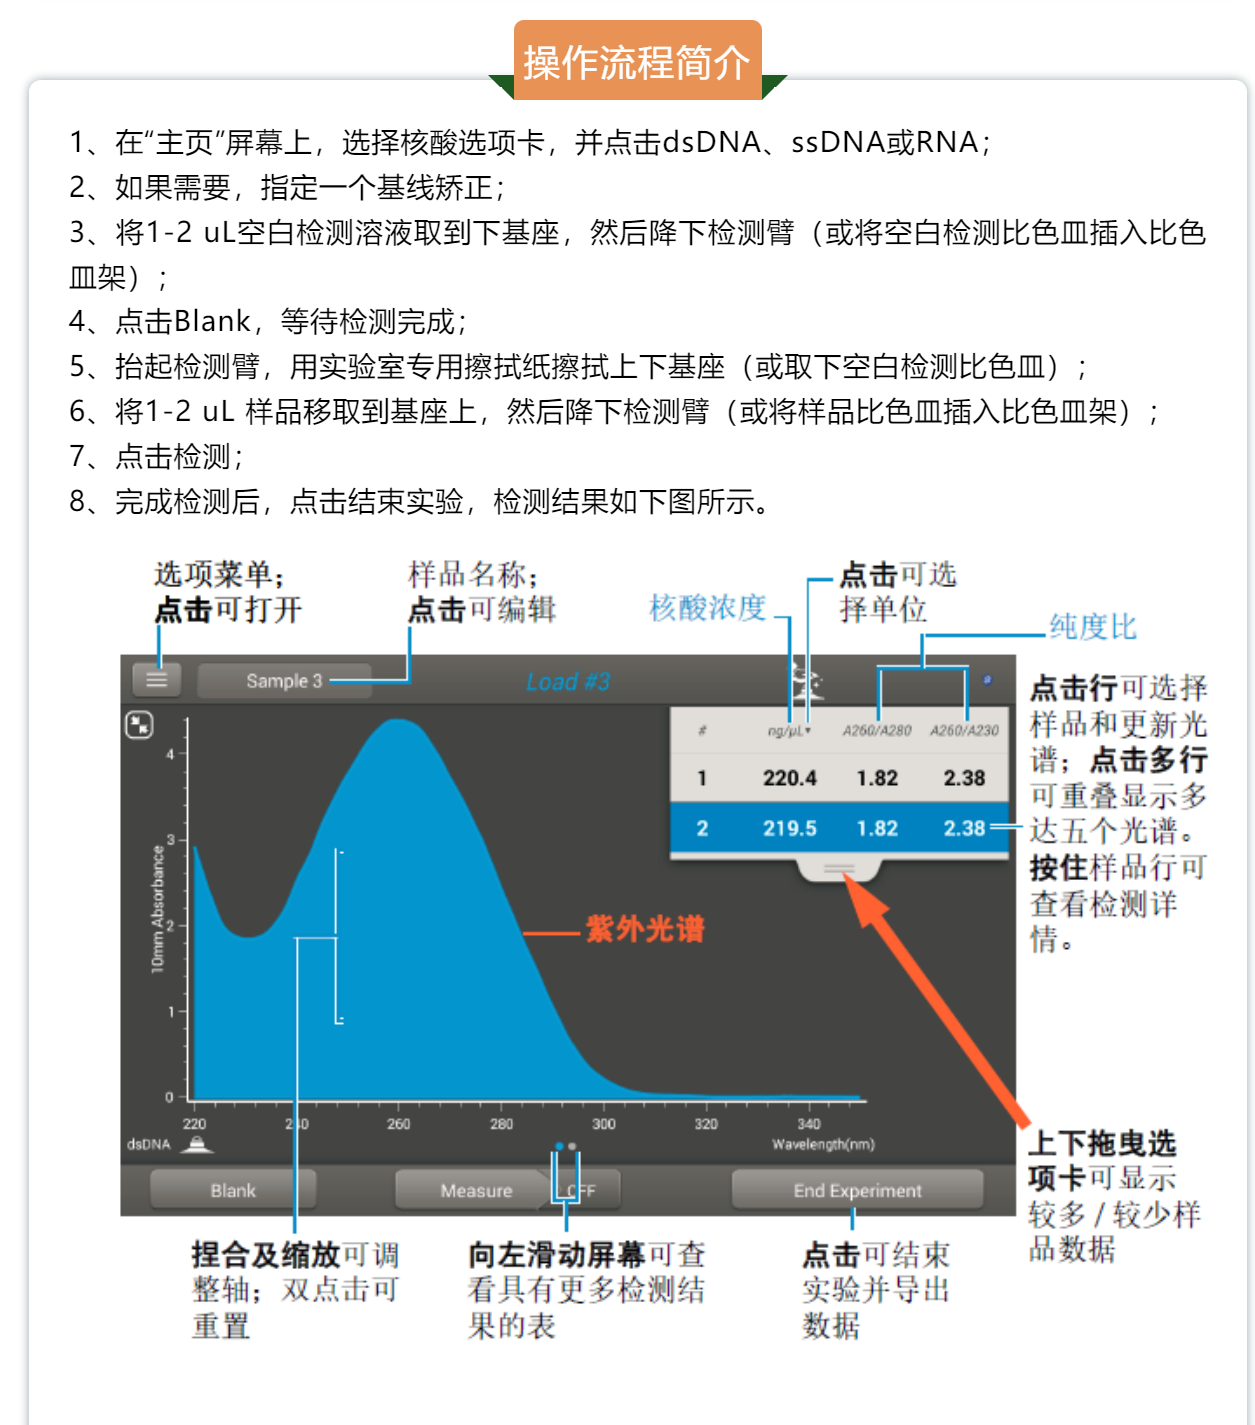 操作流程简介
1、在“主页”屏幕上，选择核酸选项卡，并点击dsDNA、ssDNA或RNA；
2、如果需要，指定一个基线矫正；
3、将1-2 uL空白检测溶液取到下基座，然后降下检测臂（或将空白检测比色皿插入比色
皿架）；
4、点击Blank，等待检测完成；
5、抬起检测臂，用实验室专用擦拭纸擦拭上下基座（或取下空白检测比色皿）；
6、将1-2 uL 样品移取到基座上，然后降下检测臂（或将样品比色皿插入比色皿架）；
7、点击检测；
8、完成检测后，点击结束实验，检测结果如下图所示。
选项菜单；
点击可打开
样品名称；
点击可编辑
核酸浓度
点击可选
择单位
纯度比
Sample 3
Load #3
# ng/µL A260/A280 A260/A230
1 220.4 1.82 2.38
2 219.5 1.82 2.38
点击行可选择
样品和更新光
谱；点击多行
可重叠显示多
达五个光谱。
按住样品行可
查看检测详
情。
10mm Absorbance
4
3
2
1
0
紫外光谱
220 240 260 280 300 320 340
dsDNA
Wavelength(nm)
Blank
Measure
OFF
End Experiment
上下拖曳选
项卡可显示
较多 / 较少样
品数据
捏合及缩放可调
整轴；双点击可
重置
向左滑动屏幕可查
看具有更多检测结
果的表
点击可结束
实验并导出
数据